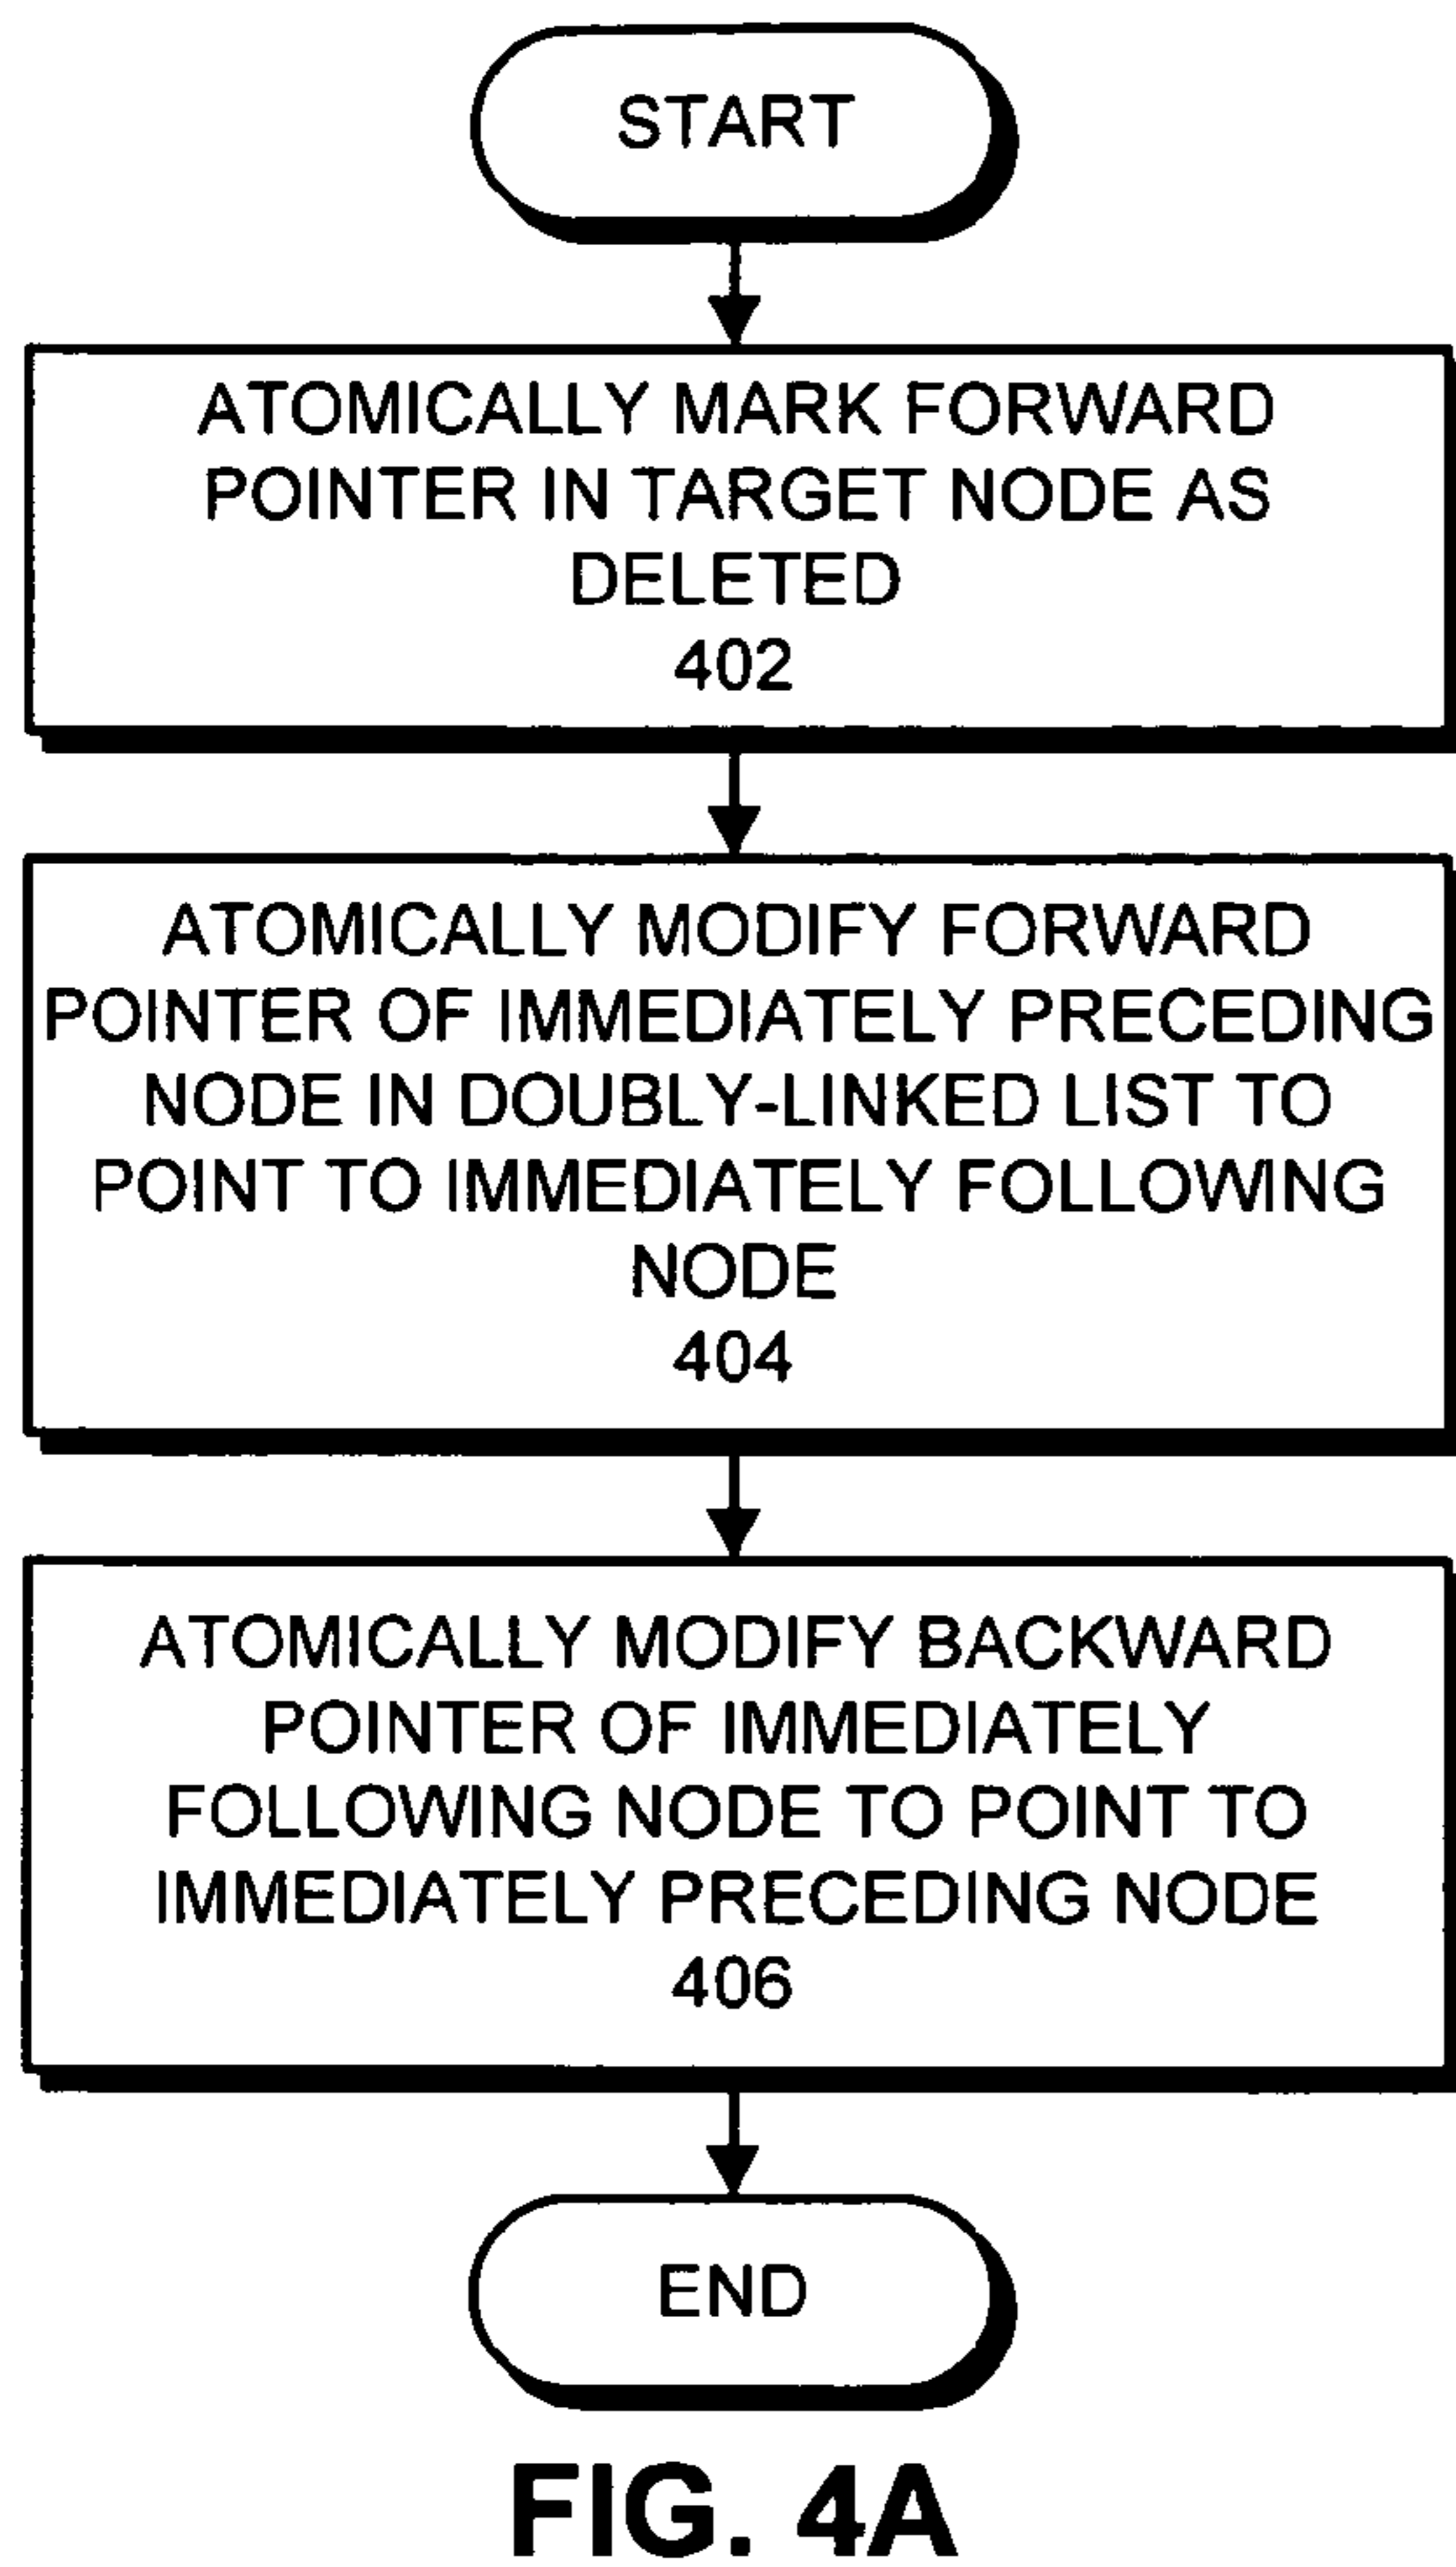 START
ATOMICALLY MARK FORWARD
POINTER IN TARGET NODE AS
DELETED
402
ATOMICALLY MODIFY FORWARD
POINTER OF IMMEDIATELY PRECEDING
NODE IN DOUBLY-LINKED LIST TO
POINT TO IMMEDIATELY FOLLOWING
NODE
404
ATOMICALLY MODIFY BACKWARD
POINTER OF IMMEDIATELY
FOLLOWING NODE TO POINT TO
IMMEDIATELY PRECEDING NODE
406
END
FIG. 4A